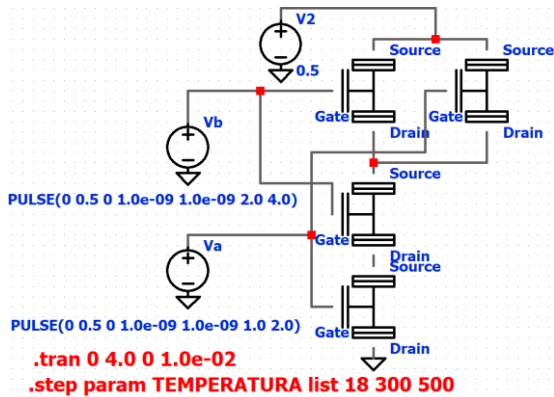 V2
0.5
Source
Source
Gate
Gate
Drain
Drain
Vb
PULSE(0 0.5 0 1.0e-09 1.0e-09 2.0 4.0)
Source
Gate
Drain
Va
Source
PULSE(0 0.5 0 1.0e-09 1.0e-09 1.0 2.0)
Gate
Drain
.tran 0 4.0 0 1.0e-02
.step param TEMPERATURA list 18 300 500